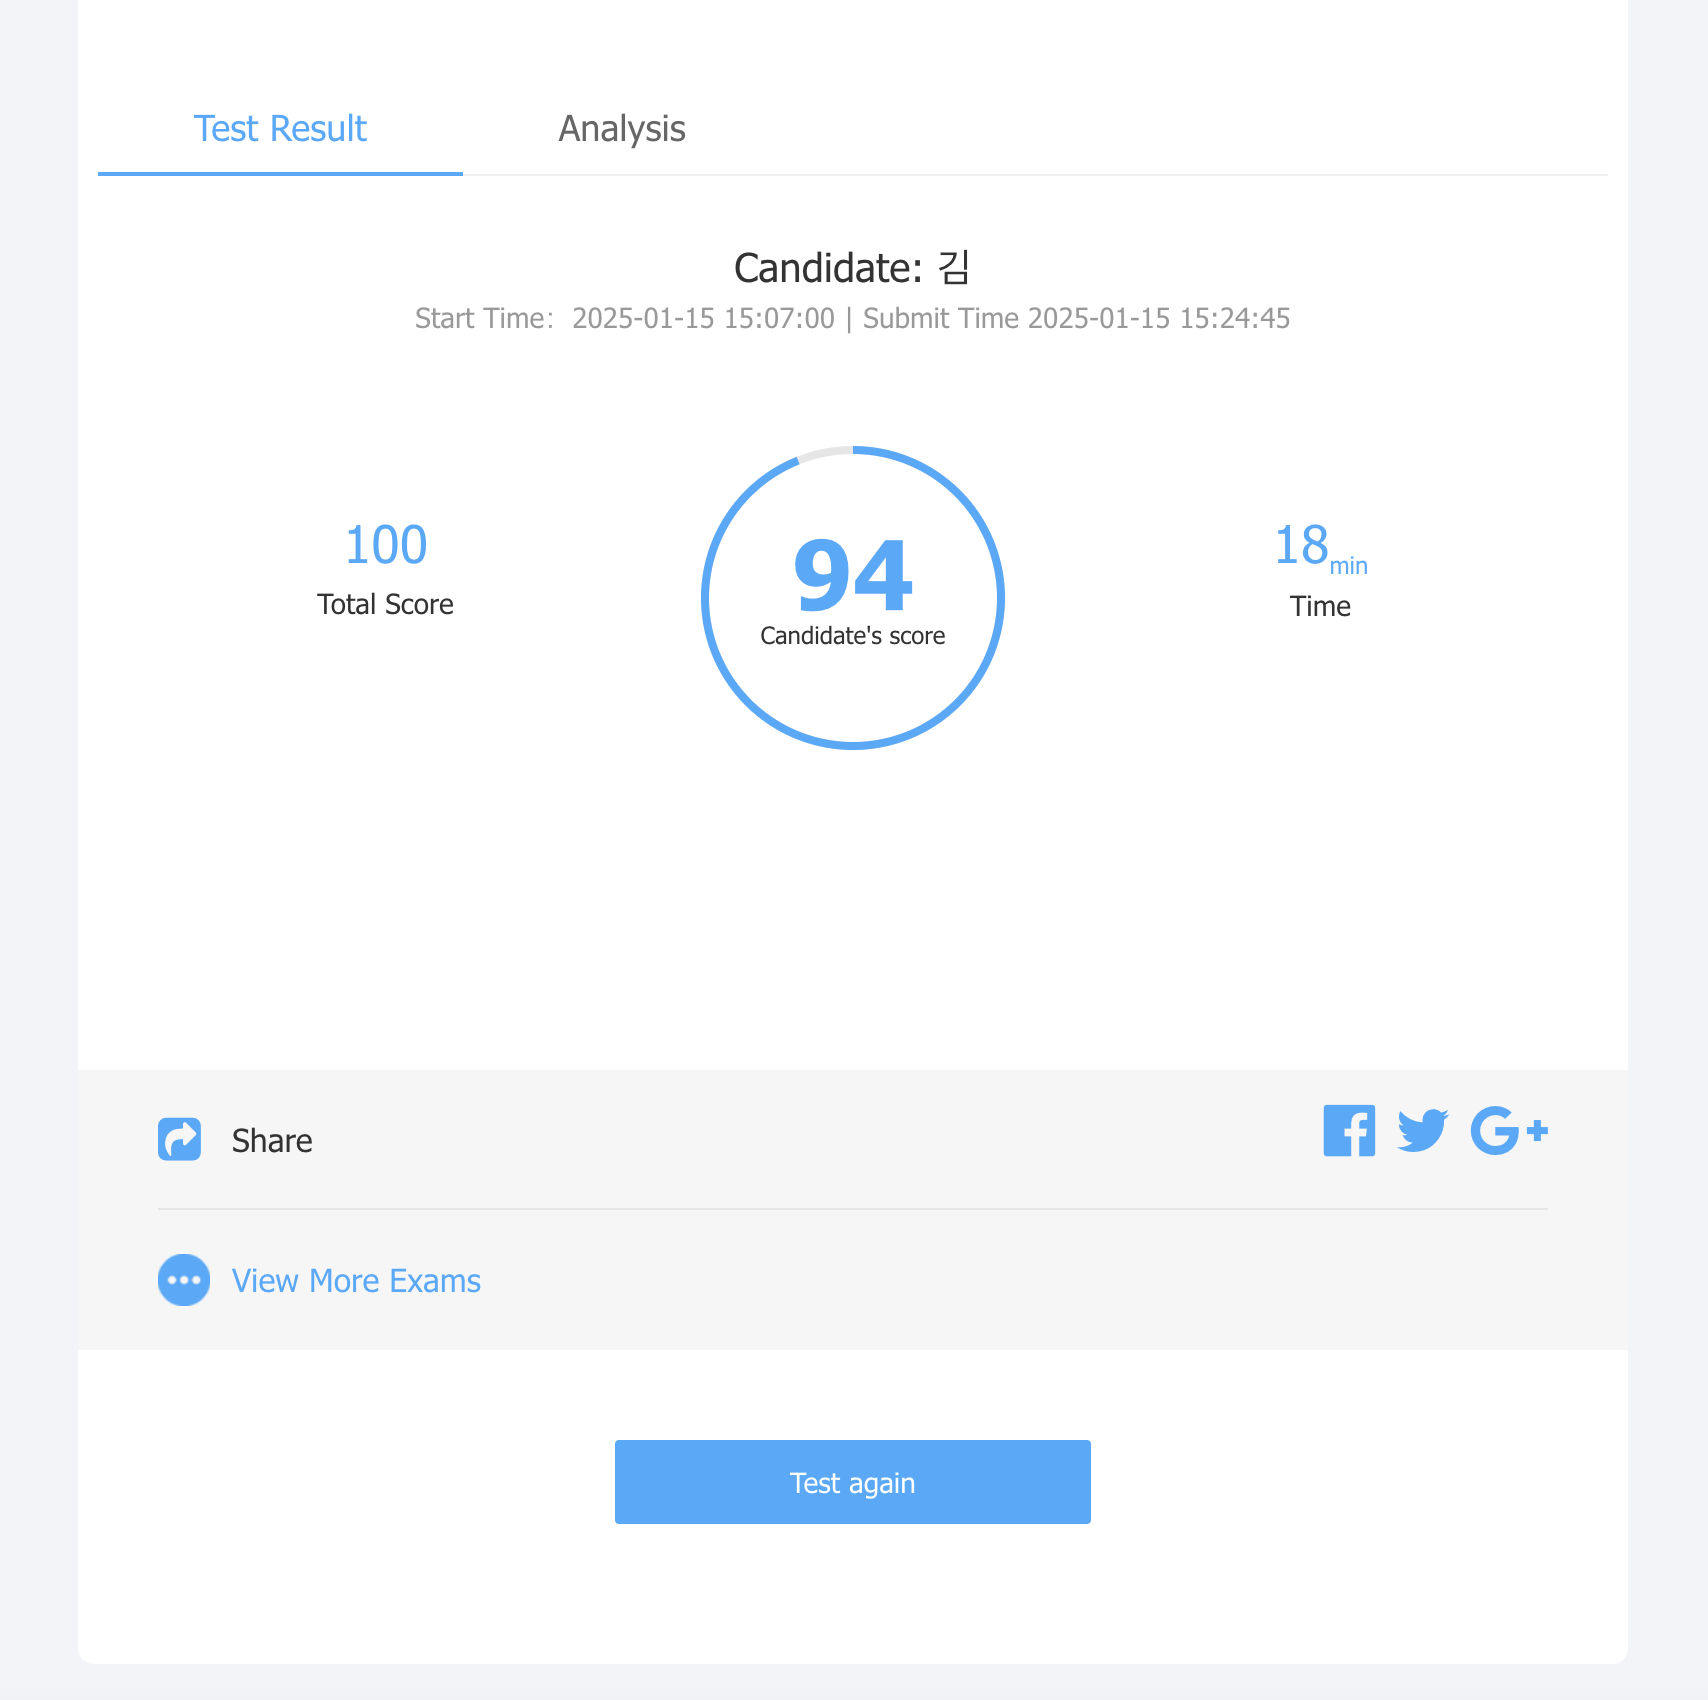 Test Result Analysis
Candidate: 김
Start Time: 2025-01-15 15:07:00 | Submit Time 2025-01-15 15:24:45
100
Total Score
94
Candidate's score
18min
Time
Share
View More Exams
Test again